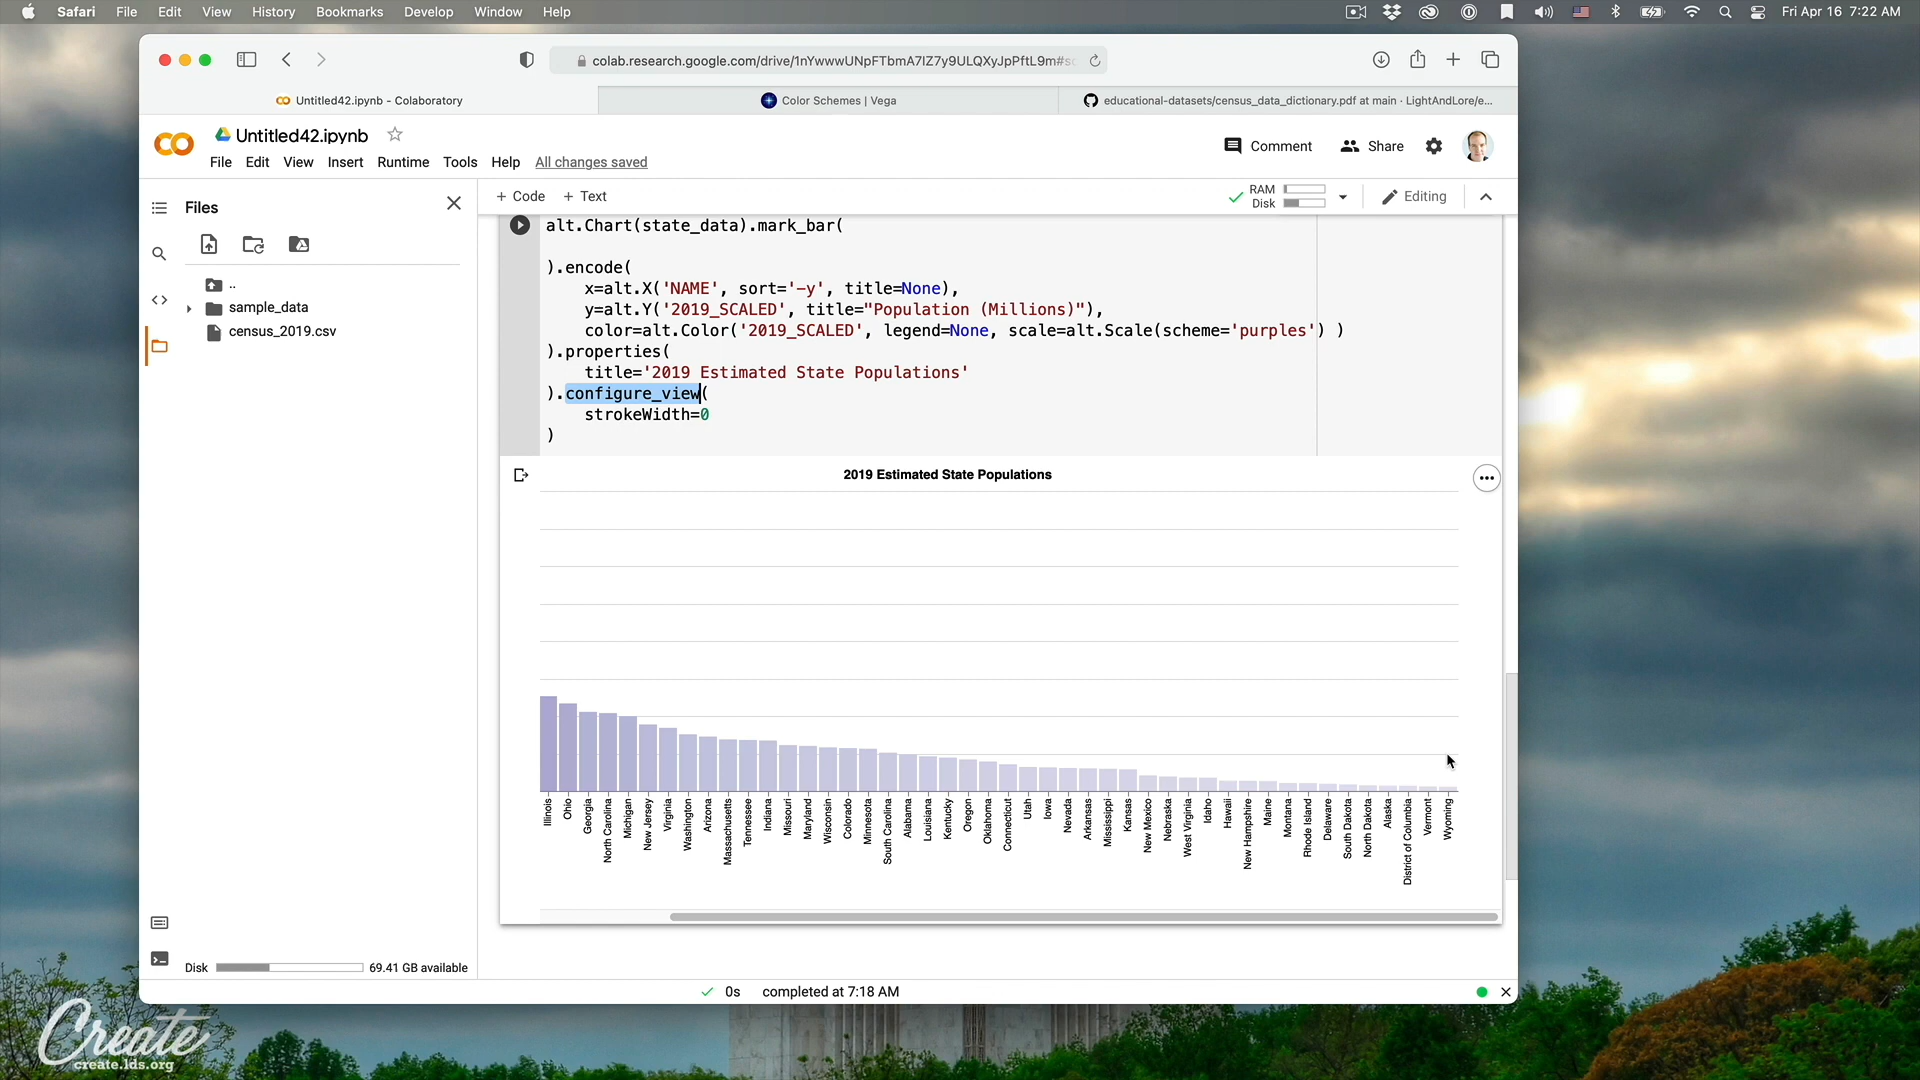 Safari File Edit View History Bookmarks Develop Window Help
Fri Apr 16 7:22 AM
colab.research.google.com/drive/1nYwwwUNpFTbmA7IZ7y9ULQXyJpPftL9m#sc
Untitled42.ipynb - Colaboratory
Color Schemes | Vega
educational-datasets/census_data_dictionary.pdf at main · LightAndLore/e...
Untitled42.ipynb
Comment
Share
File Edit View Insert Runtime Tools Help All changes saved
Files
+ Code + Text
RAM
Disk
Editing
..
sample_data
census_2019.csv
alt.Chart(state_data).mark_bar(
).encode(
x=alt.X('NAME', sort='-y', title=None),
y=alt.Y('2019_SCALED', title="Population (Millions)"),
color=alt.Color('2019_SCALED', legend=None, scale=alt.Scale(scheme='purples') )
).properties(
title='2019 Estimated State Populations'
).configure_view(
strokeWidth=0
)
2019 Estimated State Populations
Illinois
Ohio
Georgia
North Carolina
Michigan
New Jersey
Virginia
Washington
Arizona
Massachusetts
Tennessee
Indiana
Missouri
Maryland
Wisconsin
Colorado
Minnesota
South Carolina
Alabama
Louisiana
Kentucky
Oregon
Oklahoma
Connecticut
Utah
Iowa
Nevada
Arkansas
Mississippi
Kansas
New Mexico
Nebraska
West Virginia
Idaho
Hawaii
New Hampshire
Maine
Montana
Rhode Island
Delaware
South Dakota
North Dakota
Alaska
District of Columbia
Vermont
Wyoming
Disk
69.41 GB available
0s completed at 7:18 AM
Create
create.lds.org